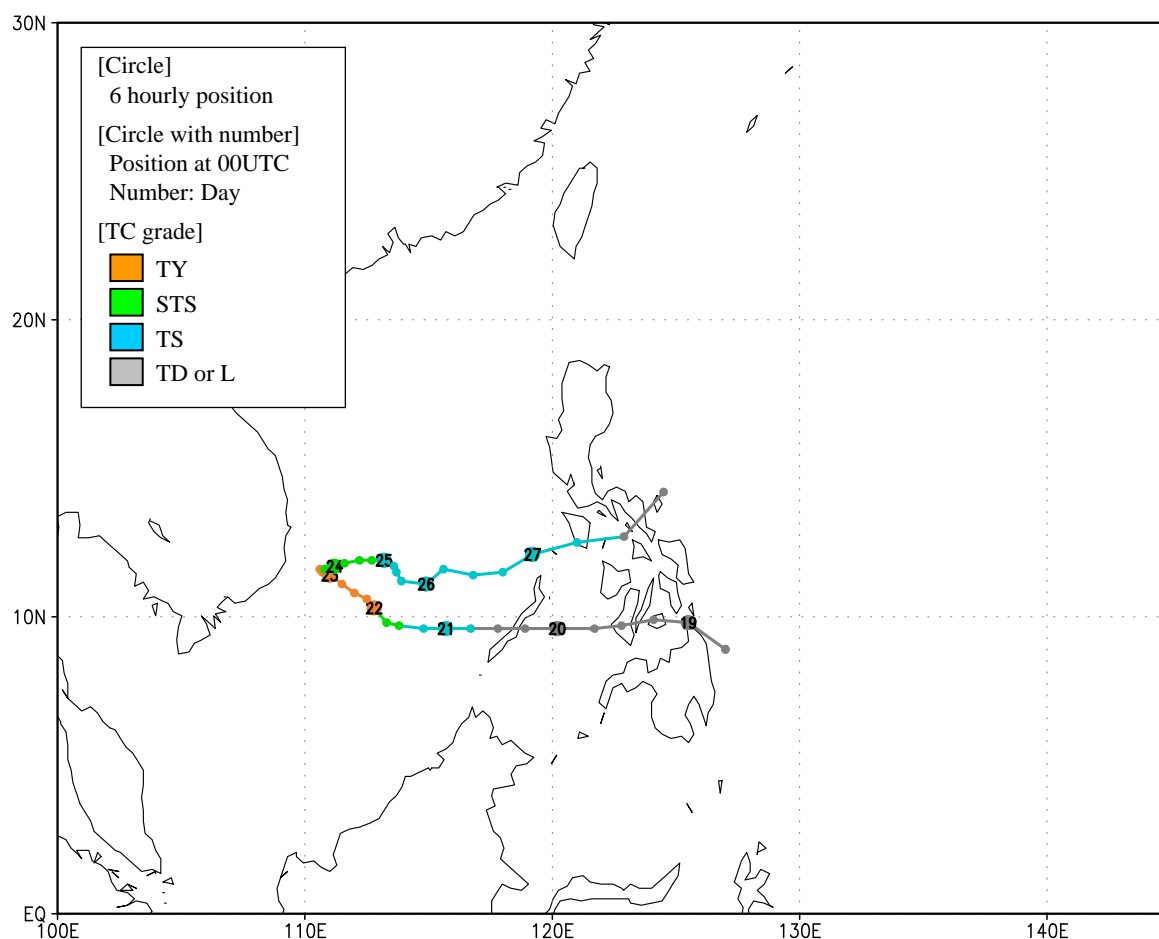 30N
[Circle]
6 hourly position
[Circle with number]
Position at 00UTC
Number: Day
[TC grade]
TY
STS
20N
TS
TD or L
27
24
25
23
26
22
10N
21
20
19
EQ
100E
110E
120E
130E
140E